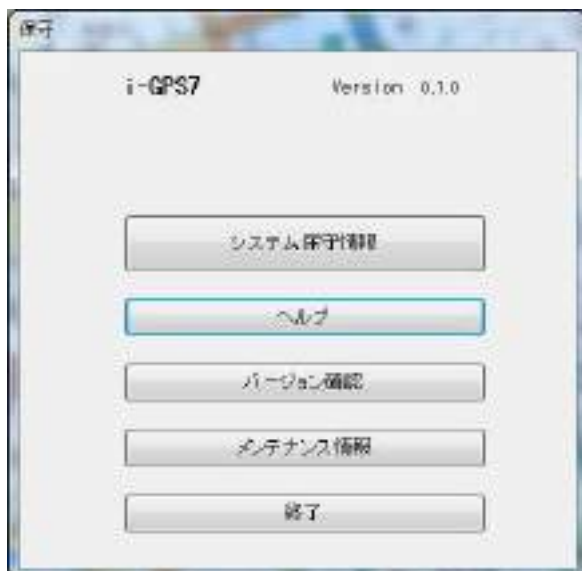 保守
i-GPS7 Version 0.1.0
システム保守情報
ヘルプ
バージョン確認
メンテナンス情報
終了